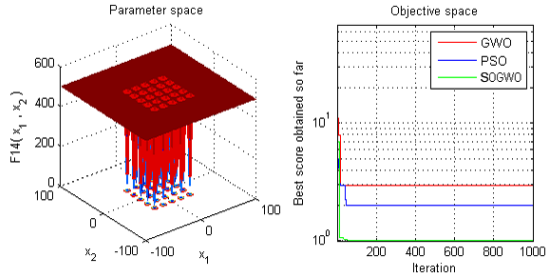 Parameter space
F14( x₁ , x₂ )
600
400
200
0
100
0
-100
x₂
-100
0
100
x₁
Objective space
Best score obtained so far
10¹
10⁰
GWO
PSO
SOGWO
200
400
600
800
1000
Iteration